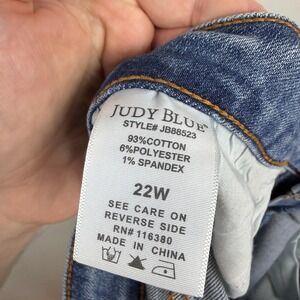 JUDY BLUE
STYLE# JB88523
93%COTTON
6%POLYESTER
1% SPANDEX
22W
SEE CARE ON
REVERSE SIDE
RN# 116380
MADE IN CHINA